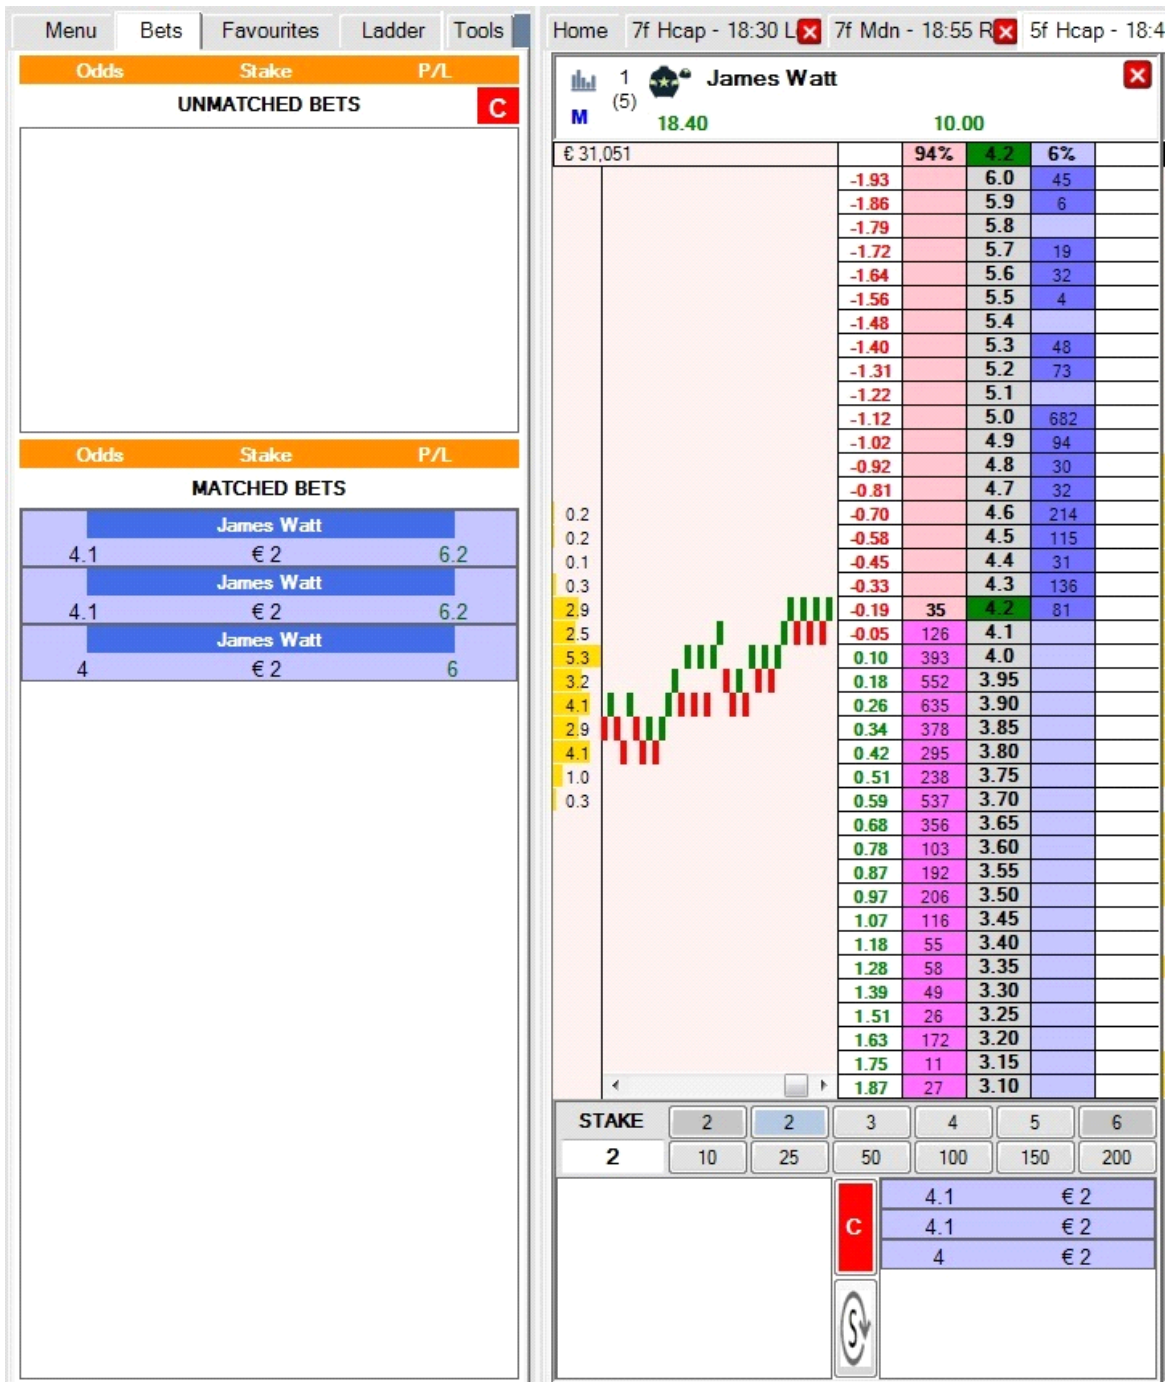 Menu Bets Favourites Ladder Tools
Odds Stake P/L
UNMATCHED BETS C
Odds Stake P/L
MATCHED BETS
James Watt
4.1 € 2 6.2
James Watt
4.1 € 2 6.2
James Watt
4 € 2 6
Home 7f Hcap - 18:30 L 7f Mdn - 18:55 R 5f Hcap - 18:4
1 James Watt
(5)
M 18.40 10.00
€ 31,051 94% 4.2 6%
-1.93 6.0 45
-1.86 5.9 6
-1.79 5.8
-1.72 5.7 19
-1.64 5.6 32
-1.56 5.5 4
-1.48 5.4
-1.40 5.3 48
-1.31 5.2 73
-1.22 5.1
-1.12 5.0 682
-1.02 4.9 94
-0.92 4.8 30
-0.81 4.7 32
0.2 -0.70 4.6 214
0.2 -0.58 4.5 115
0.1 -0.45 4.4 31
0.3 -0.33 4.3 136
2.9 -0.19 35 4.2 81
2.5 -0.05 126 4.1
5.3 0.10 393 4.0
3.2 0.18 552 3.95
4.1 0.26 635 3.90
2.9 0.34 378 3.85
4.1 0.42 295 3.80
1.0 0.51 238 3.75
0.3 0.59 537 3.70
0.68 356 3.65
0.78 103 3.60
0.87 192 3.55
0.97 206 3.50
1.07 116 3.45
1.18 55 3.40
1.28 58 3.35
1.39 49 3.30
1.51 26 3.25
1.63 172 3.20
1.75 11 3.15
1.87 27 3.10
STAKE 2 2 3 4 5 6
2 10 25 50 100 150 200
4.1 € 2
C 4.1 € 2
4 € 2
S